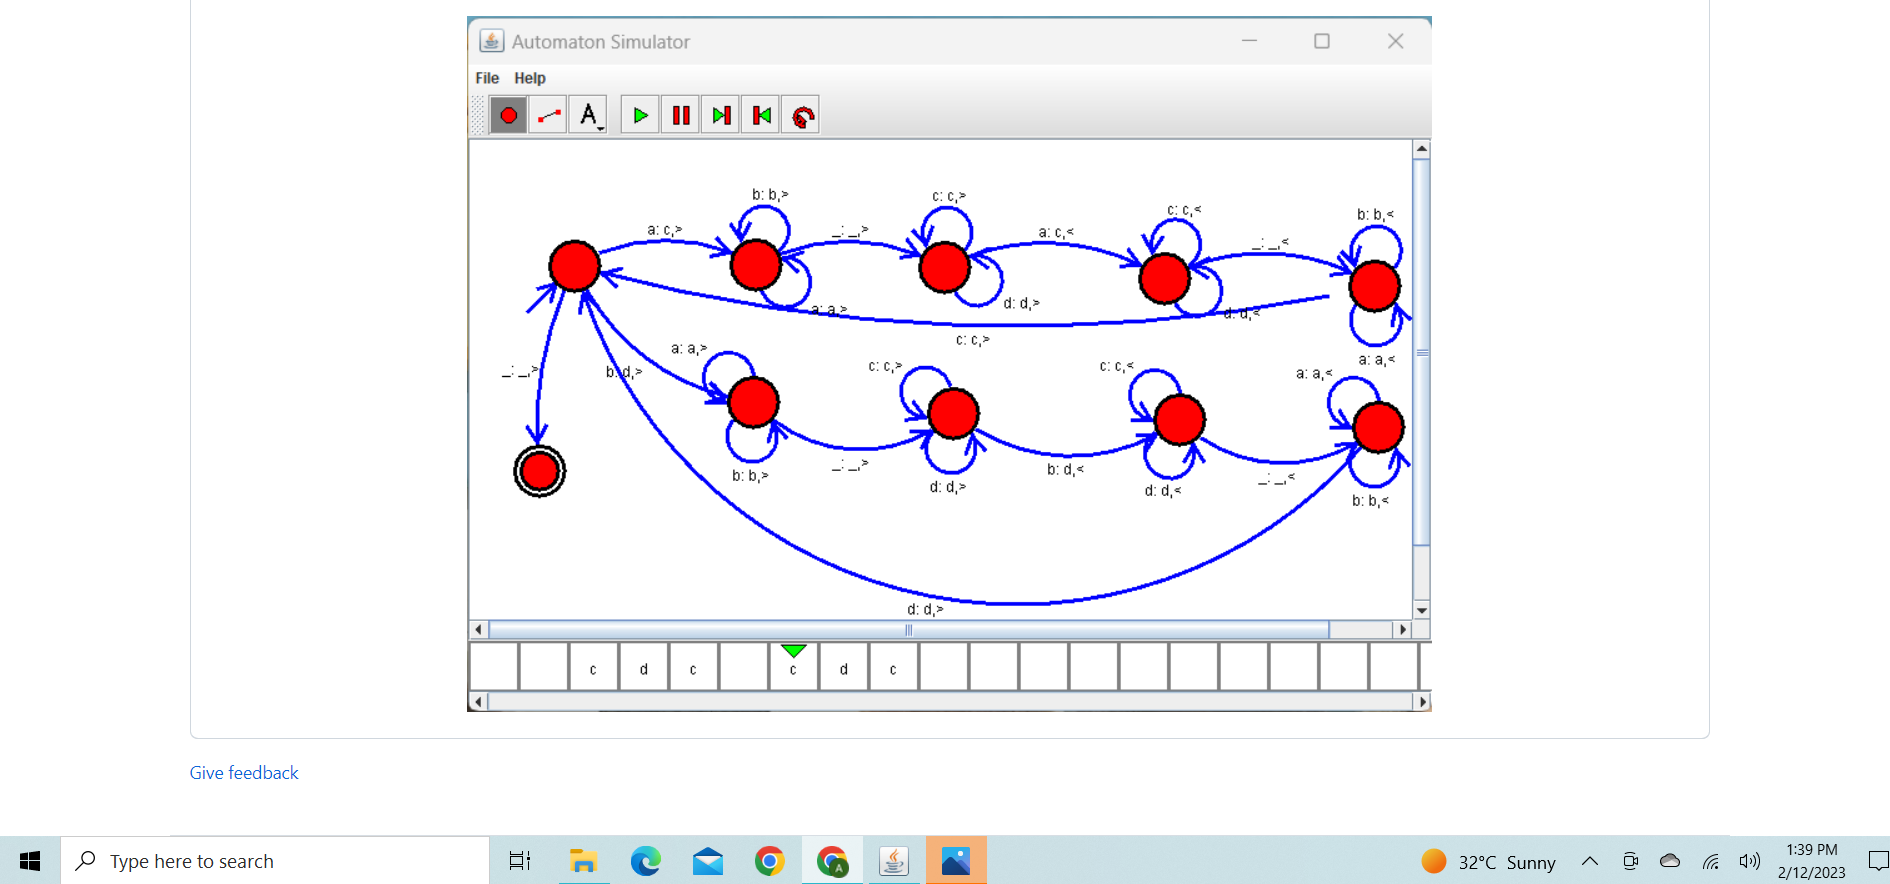 Automaton Simulator
File Help
A
b: b,>
c: c,>
c: c,<
b: b,<
a: c,>
_: _,>
a: c,<
_: _,<
a: a,>
d: d,>
d: d,<
c: c,>
a: a,<
_: _,>
b: d,>
a: a,>
c: c,>
c: c,<
a: a,<
b: b,>
_: _,>
d: d,>
b: d,<
d: d,<
_: _,<
b: b,<
d: d,>
c d c c d c
Give feedback
Type here to search
A
32°C Sunny
1:39 PM
2/12/2023